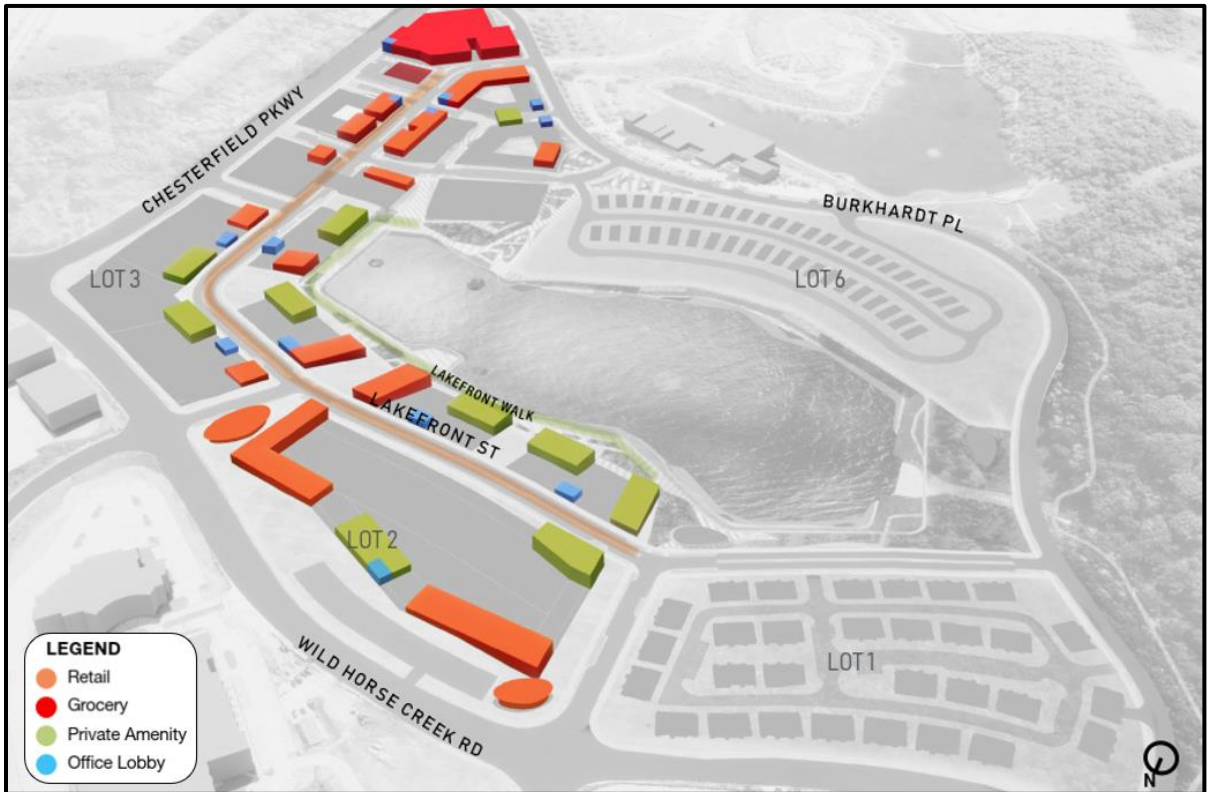 CHESTERFIELD PKWY
BURKHARDT PL
LOT 3
LOT 6
LAKEFRONT WALK
LAKEFRONT ST
LOT 2
LOT 1
WILD HORSE CREEK RD
LEGEND
Retail
Grocery
Private Amenity
Office Lobby
N